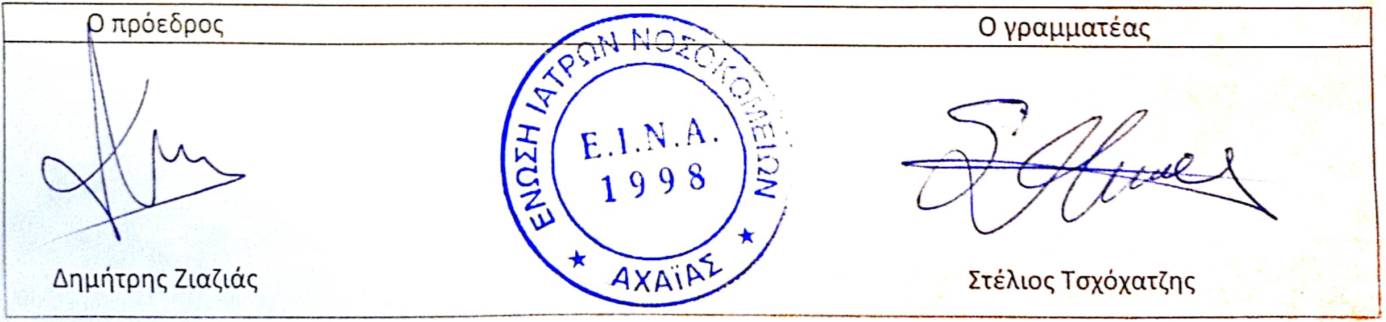 Ο πρόεδρος
Ο γραμματέας
ΕΝΩΣΗ ΙΑΤΡΩΝ ΝΟΣΟΚΟΜΕΙΩΝ
Ε.Ι.Ν.Α.
1998
★ ΑΧΑΪΑΣ ★
Δημήτρης Ζιαζιάς
Στέλιος Τσχόχατζης